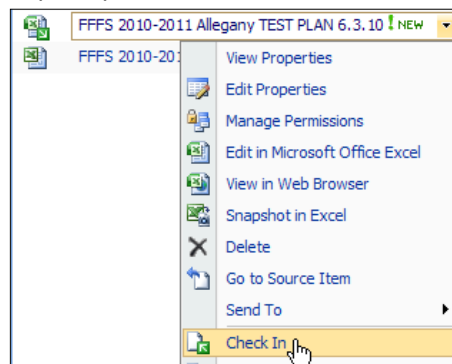 FFFS 2010-2011 Allegany TEST PLAN 6.3.10 ! NEW
FFFS 2010-201
View Properties
Edit Properties
Manage Permissions
Edit in Microsoft Office Excel
View in Web Browser
Snapshot in Excel
Delete
Go to Source Item
Send To
Check In